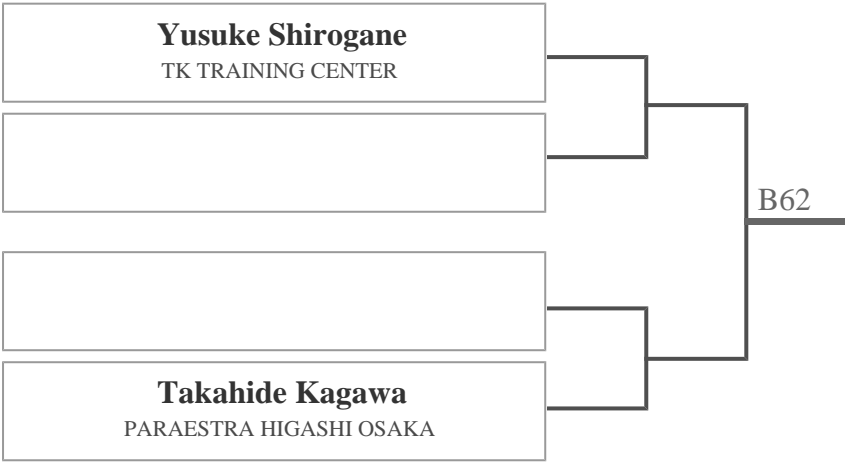 Yusuke Shirogane
TK TRAINING CENTER
B62
Takahide Kagawa
PARAESTRA HIGASHI OSAKA